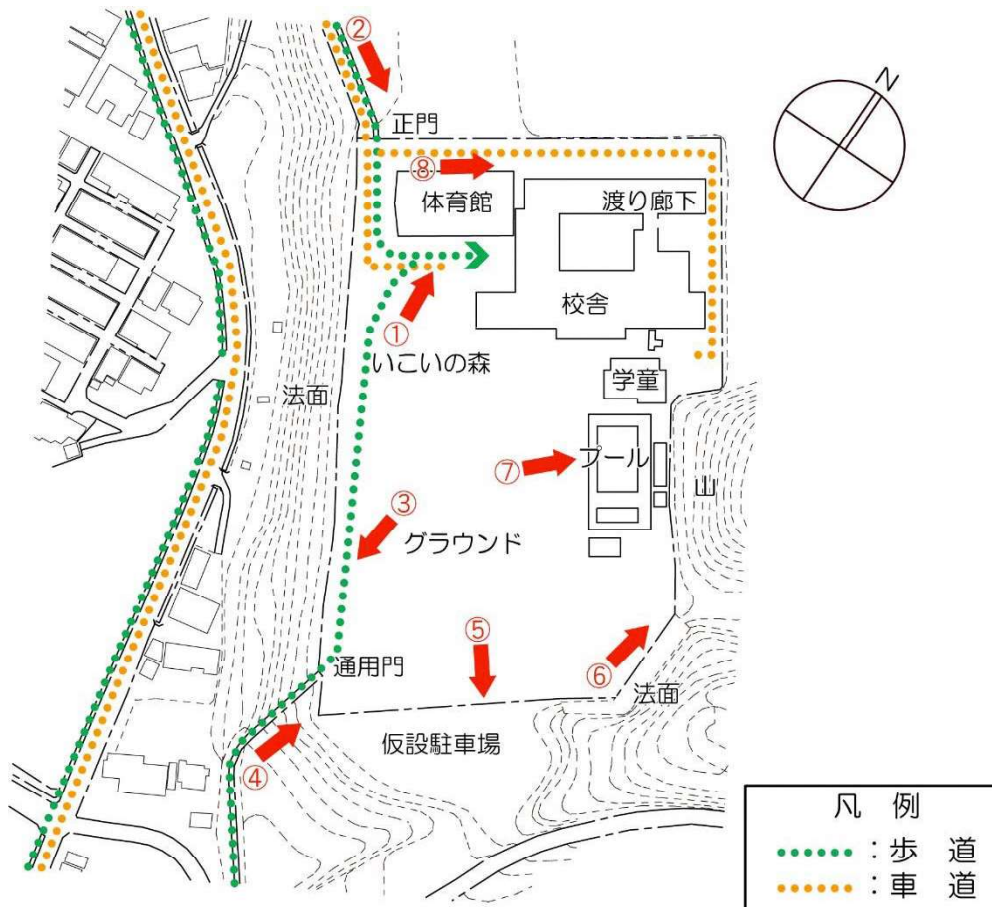 ②
N
正門
⑧
体育館
渡り廊下
校舎
①
いこいの森
法面
学童
⑦
プール
山
③
グラウンド
⑤
通用門
⑥
法面
仮設駐車場
④
凡 例
：歩 道
：車 道